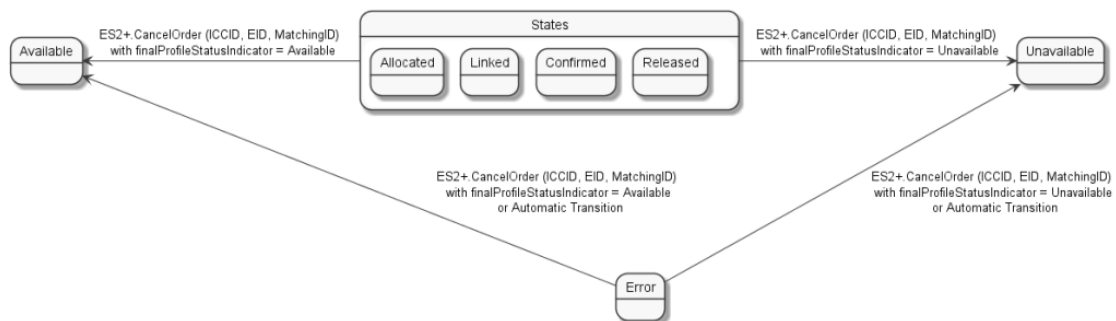 States
Available
ES2+.CancelOrder (ICCID, EID, MatchingID)
with finalProfileStatusIndicator = Available
Allocated
Linked
Confirmed
Released
ES2+.CancelOrder (ICCID, EID, MatchingID)
with finalProfileStatusIndicator = Unavailable
Unavailable
ES2+.CancelOrder (ICCID, EID, MatchingID)
with finalProfileStatusIndicator = Available
or Automatic Transition
ES2+.CancelOrder (ICCID, EID, MatchingID)
with finalProfileStatusIndicator = Unavailable
or Automatic Transition
Error